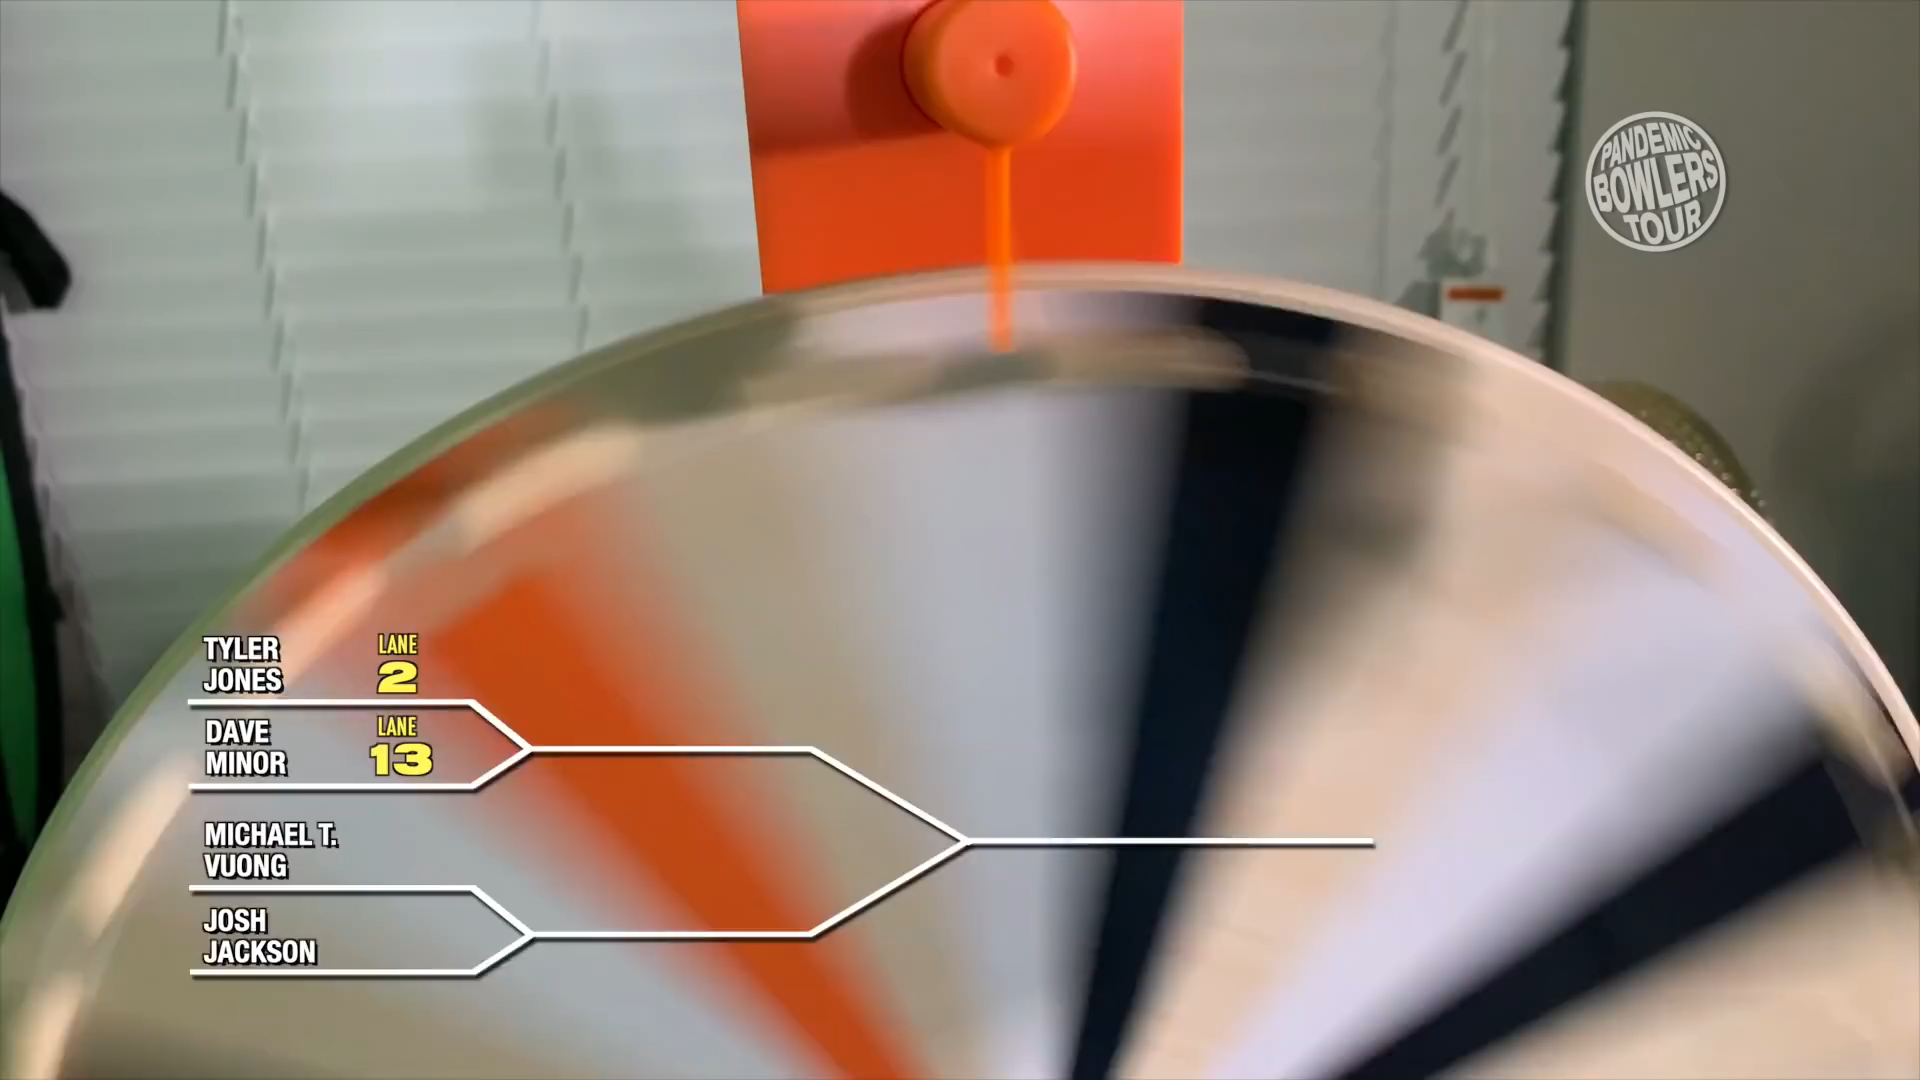 PANDEMIC
BOWLERS
TOUR
TYLER
JONES
LANE
2
DAVE
MINOR
LANE
13
MICHAEL T.
VUONG
JOSH
JACKSON